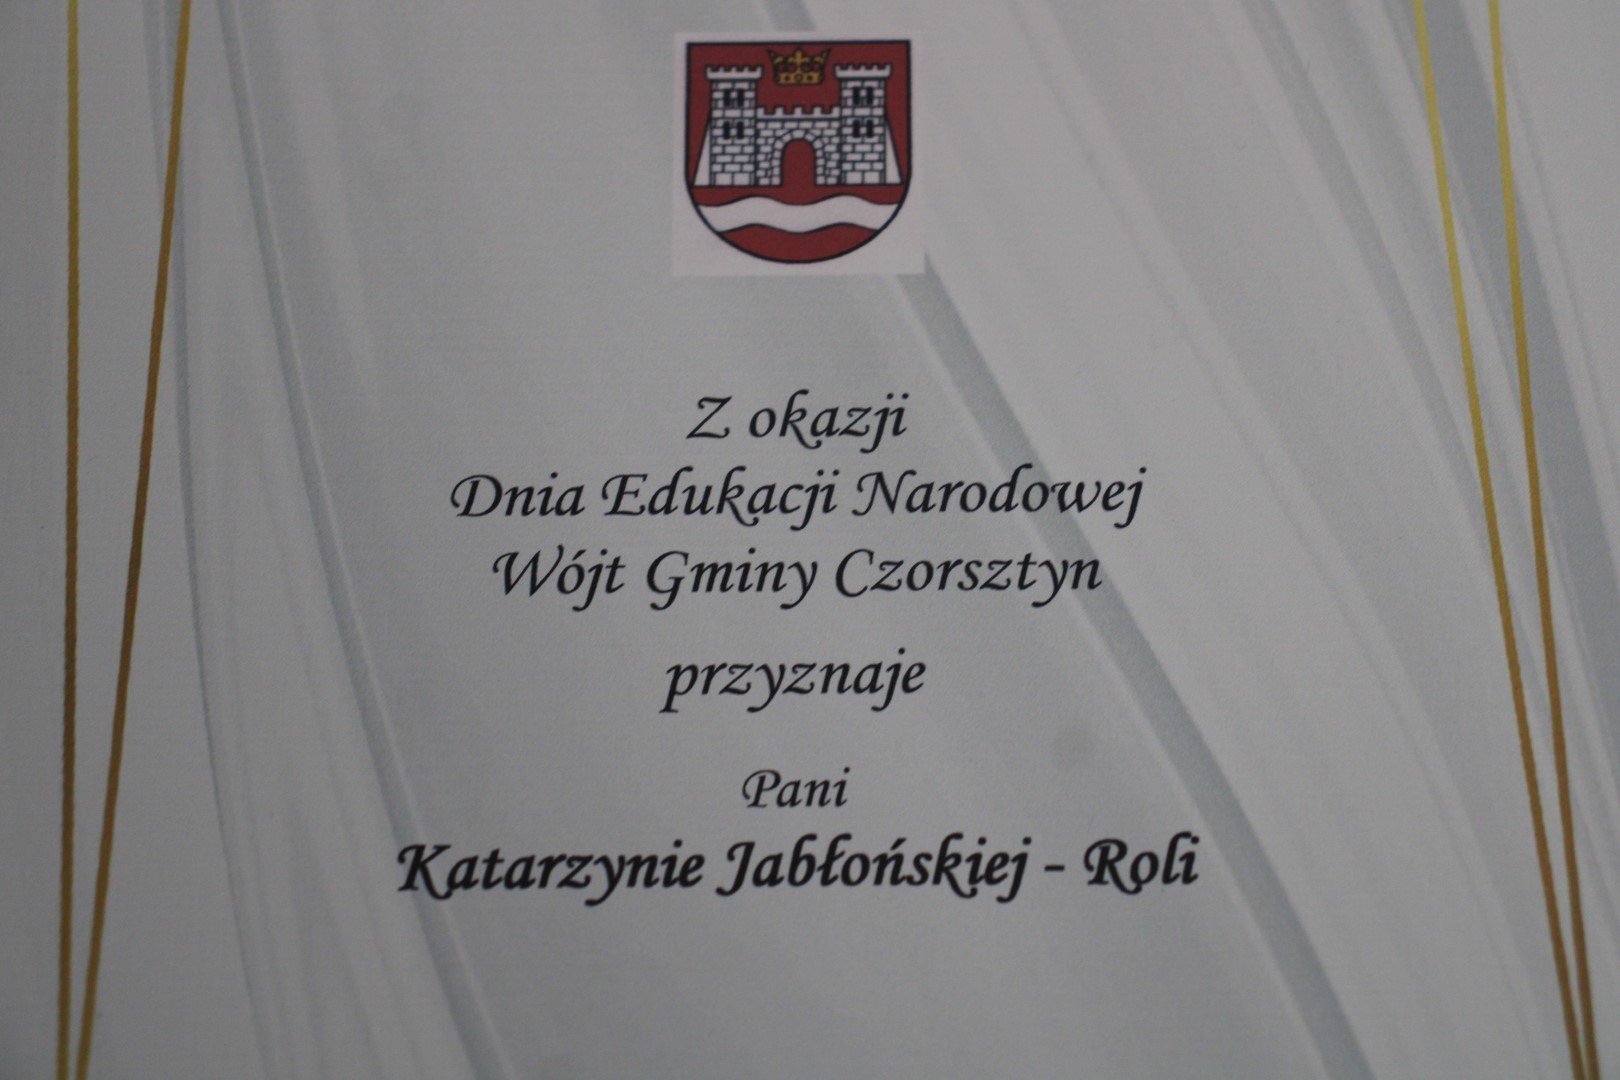 Z okazji
Dnia Edukacji Narodowej
Wójt Gminy Czorsztyn
przyznaje
Pani
Katarzynie Jabłońskiej - Roli